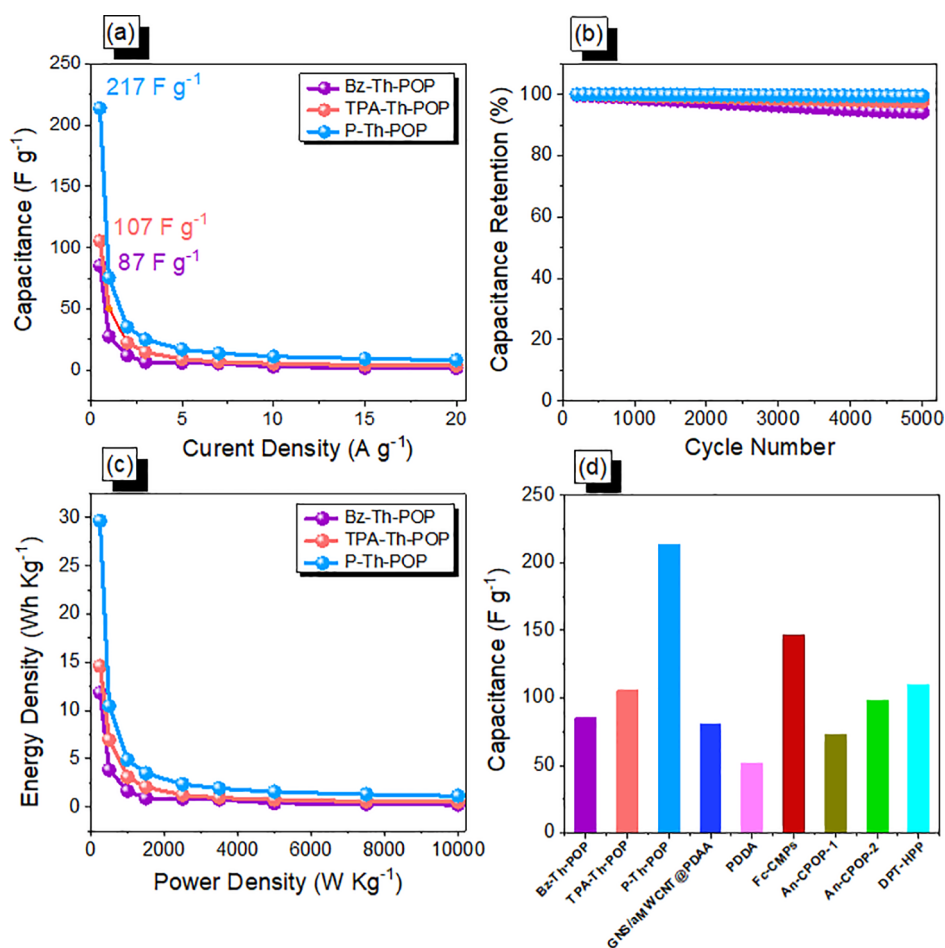 (a)
250
200
150
100
50
0
Capacitance (F g⁻¹)
217 F g⁻¹
107 F g⁻¹
87 F g⁻¹
Bz-Th-POP
TPA-Th-POP
P-Th-POP
0 5 10 15 20
Curent Density (A g⁻¹)
(b)
100
80
60
40
20
0
Capacitance Retention (%)
0 1000 2000 3000 4000 5000
Cycle Number
(c)
30
25
20
15
10
5
0
Energy Density (Wh Kg⁻¹)
Bz-Th-POP
TPA-Th-POP
P-Th-POP
0 2000 4000 6000 8000 10000
Power Density (W Kg⁻¹)
(d)
250
200
150
100
50
0
Capacitance (F g⁻¹)
Bz-Th-POP
TPA-Th-POP
P-Th-POP
GNS/aMWCNT@PDAA
PDDA
Fc-CMPs
An-CPOP-1
An-CPOP-2
DPT-HPP